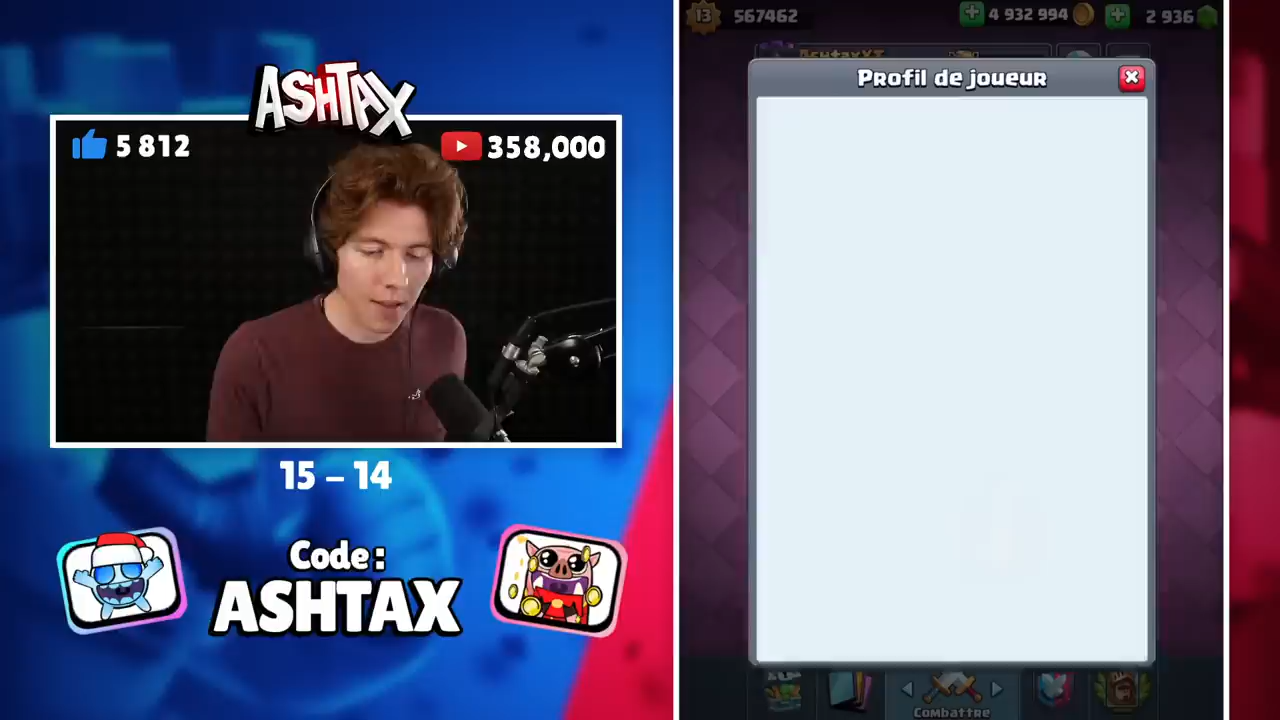 ASHTAX
5 812
358,000
15 – 14
Code :
ASHTAX
13
567462
4 932 994
2 936
AshtaxYT
Profil de joueur
Combattre